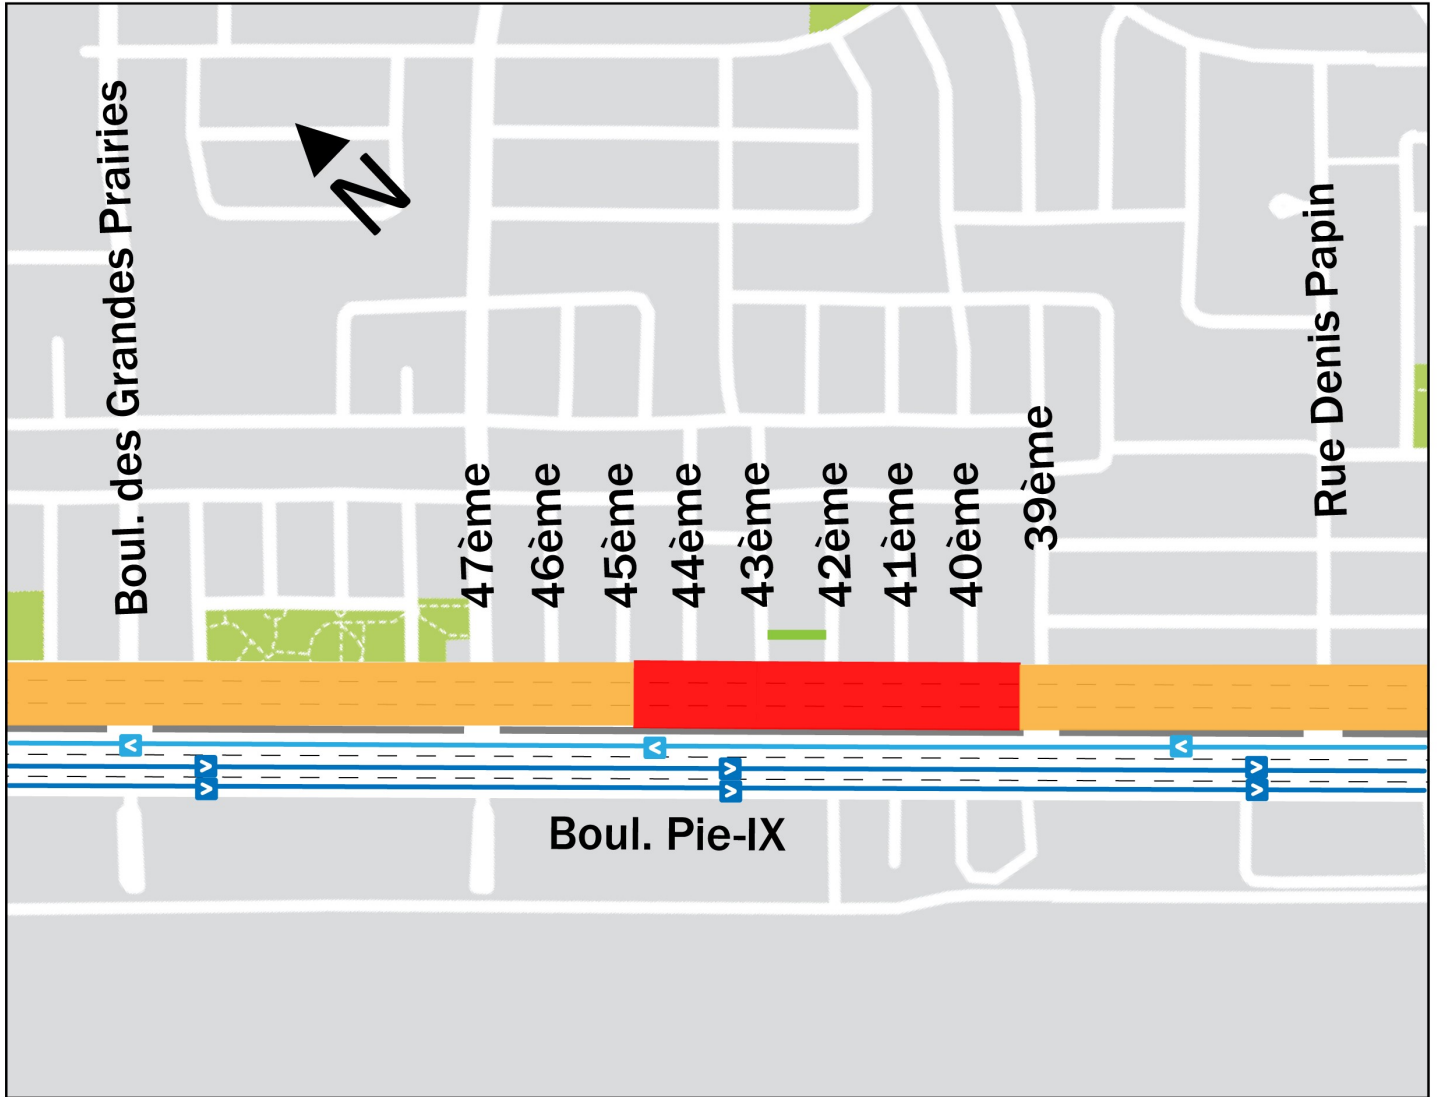 Boul. des Grandes Prairies
N
Rue Denis Papin
47ème
46ème
45ème
44ème
43ème
42ème
41ème
40ème
39ème
Boul. Pie-IX